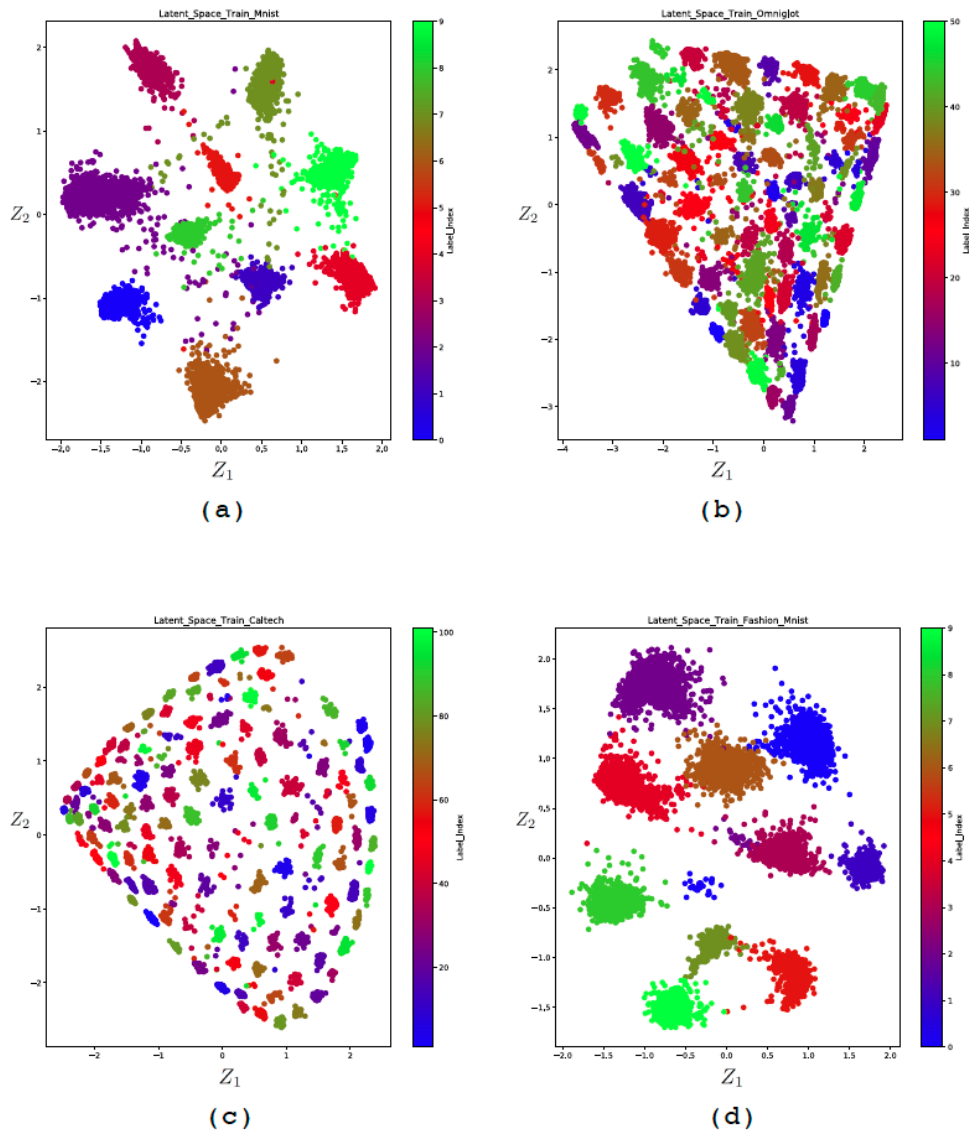 Latent_Space_Train_Mnist
2
1
0
−1
−2
Z2
−2.0 −1.5 −1.0 −0.5 0.0 0.5 1.0 1.5 2.0
Z1
9
8
7
6
5
4
3
2
1
0
Label_Index
(a)
Latent_Space_Train_Omniglot
2
1
0
−1
−2
−3
Z2
−4 −3 −2 −1 0 1 2
Z1
50
40
30
20
10
Label_Index
(b)
Latent_Space_Train_Caltech
2
1
0
−1
−2
Z2
−2 −1 0 1 2
Z1
100
80
60
40
20
Label_Index
(c)
Latent_Space_Train_Fashion_Mnist
2.0
1.5
1.0
0.5
0.0
−0.5
−1.0
−1.5
Z2
−2.0 −1.5 −1.0 −0.5 0.0 0.5 1.0 1.5 2.0
Z1
9
8
7
6
5
4
3
2
1
0
Label_Index
(d)